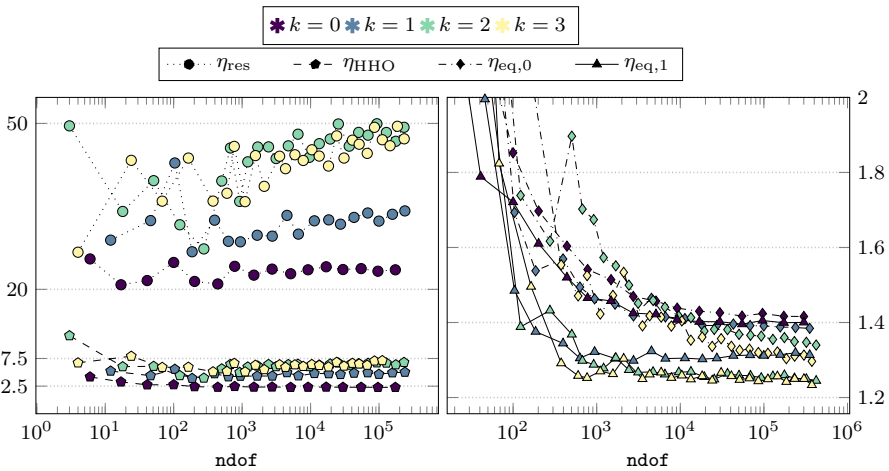 k = 0 k = 1 k = 2 k = 3
η_res η_HHO η_eq,0 η_eq,1
50
20
7.5
2.5
10^0 10^1 10^2 10^3 10^4 10^5
ndof
2
1.8
1.6
1.4
1.2
10^2 10^3 10^4 10^5 10^6
ndof